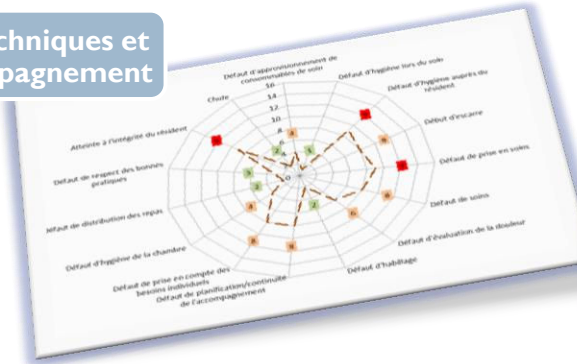 chniques et
pagnement
Défaut d'approvisionnement de
consommables de soin
Défaut d'hygiène lors du soin
Défaut d'hygiène auprès du
résident
Début d'escarre
Défaut de prise en soins
Défaut de soins
Défaut d'évaluation de la douleur
Défaut d'habillage
Défaut de planification/continuité
de l'accompagnement
Défaut de prise en compte des
besoins individuels
Défaut d'hygiène de la chambre
Défaut de distribution des repas
Défaut de respect des bonnes
pratiques
Atteinte à l'intégrité du résident
Chute
16
14
12
10
8
6
0